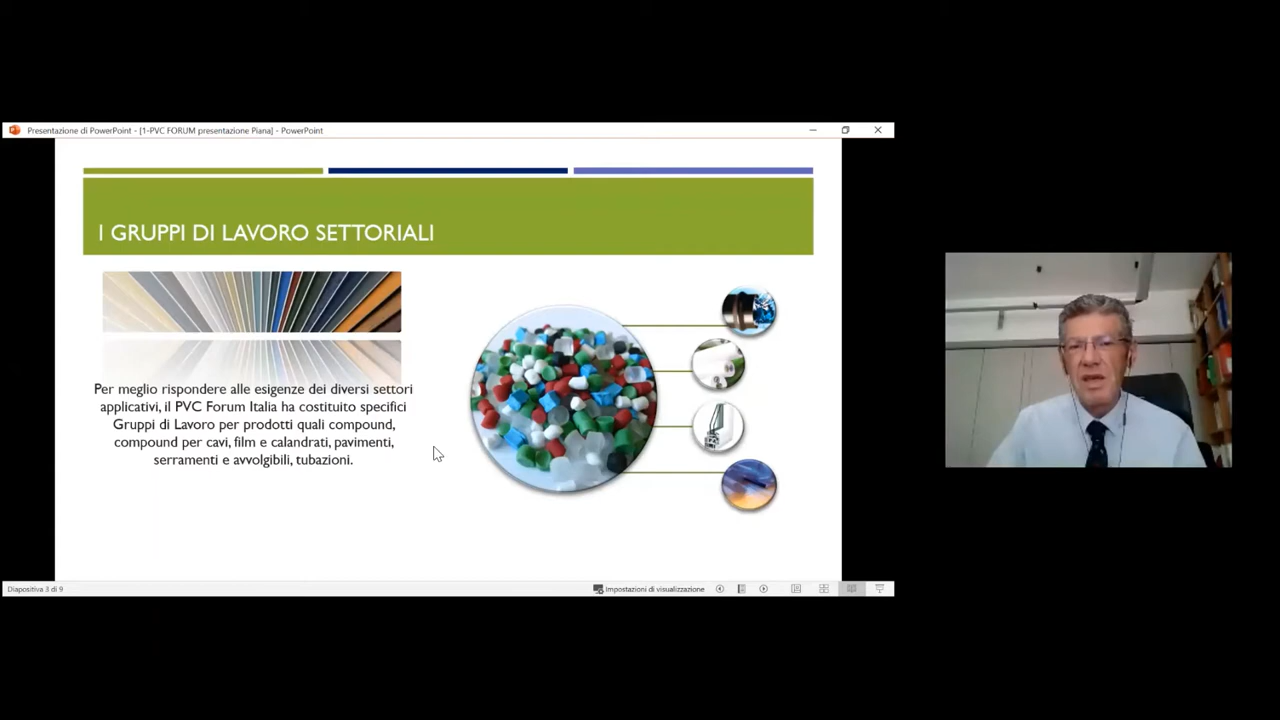 Presentazione di PowerPoint - [1-PVC FORUM presentazione Piana] - PowerPoint
I GRUPPI DI LAVORO SETTORIALI
Per meglio rispondere alle esigenze dei diversi settori
applicativi, il PVC Forum Italia ha costituito specifici
Gruppi di Lavoro per prodotti quali compound,
compound per cavi, film e calandrati, pavimenti,
serramenti e avvolgibili, tubazioni.
Diapositiva 3 di 9
Impostazioni di visualizzazione